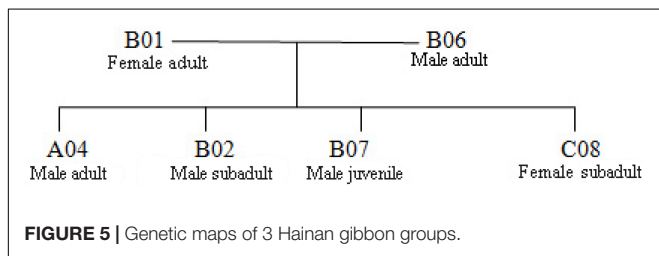 B01 B06
Female adult Male adult
A04 B02 B07 C08
Male adult Male subadult Male juvenile Female subadult
FIGURE 5 | Genetic maps of 3 Hainan gibbon groups.